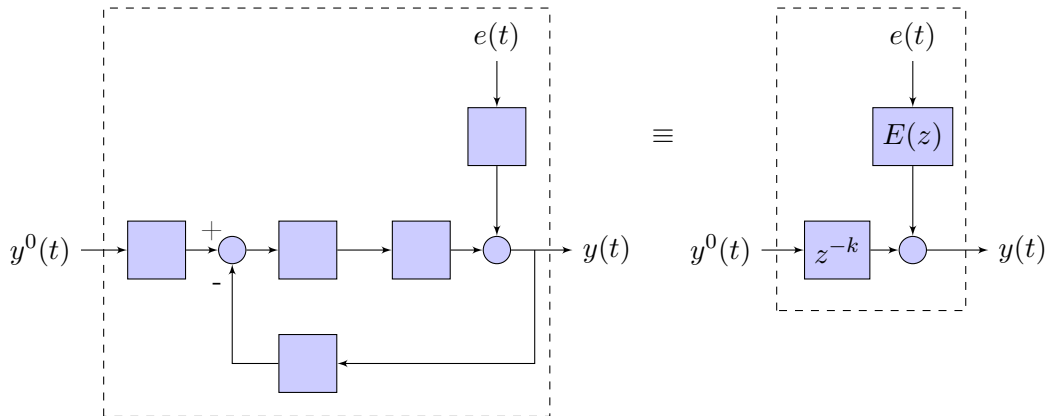 e(t)
e(t)
≡
E(z)
y⁰(t)
+
-
y(t)
y⁰(t)
z⁻ᵏ
y(t)